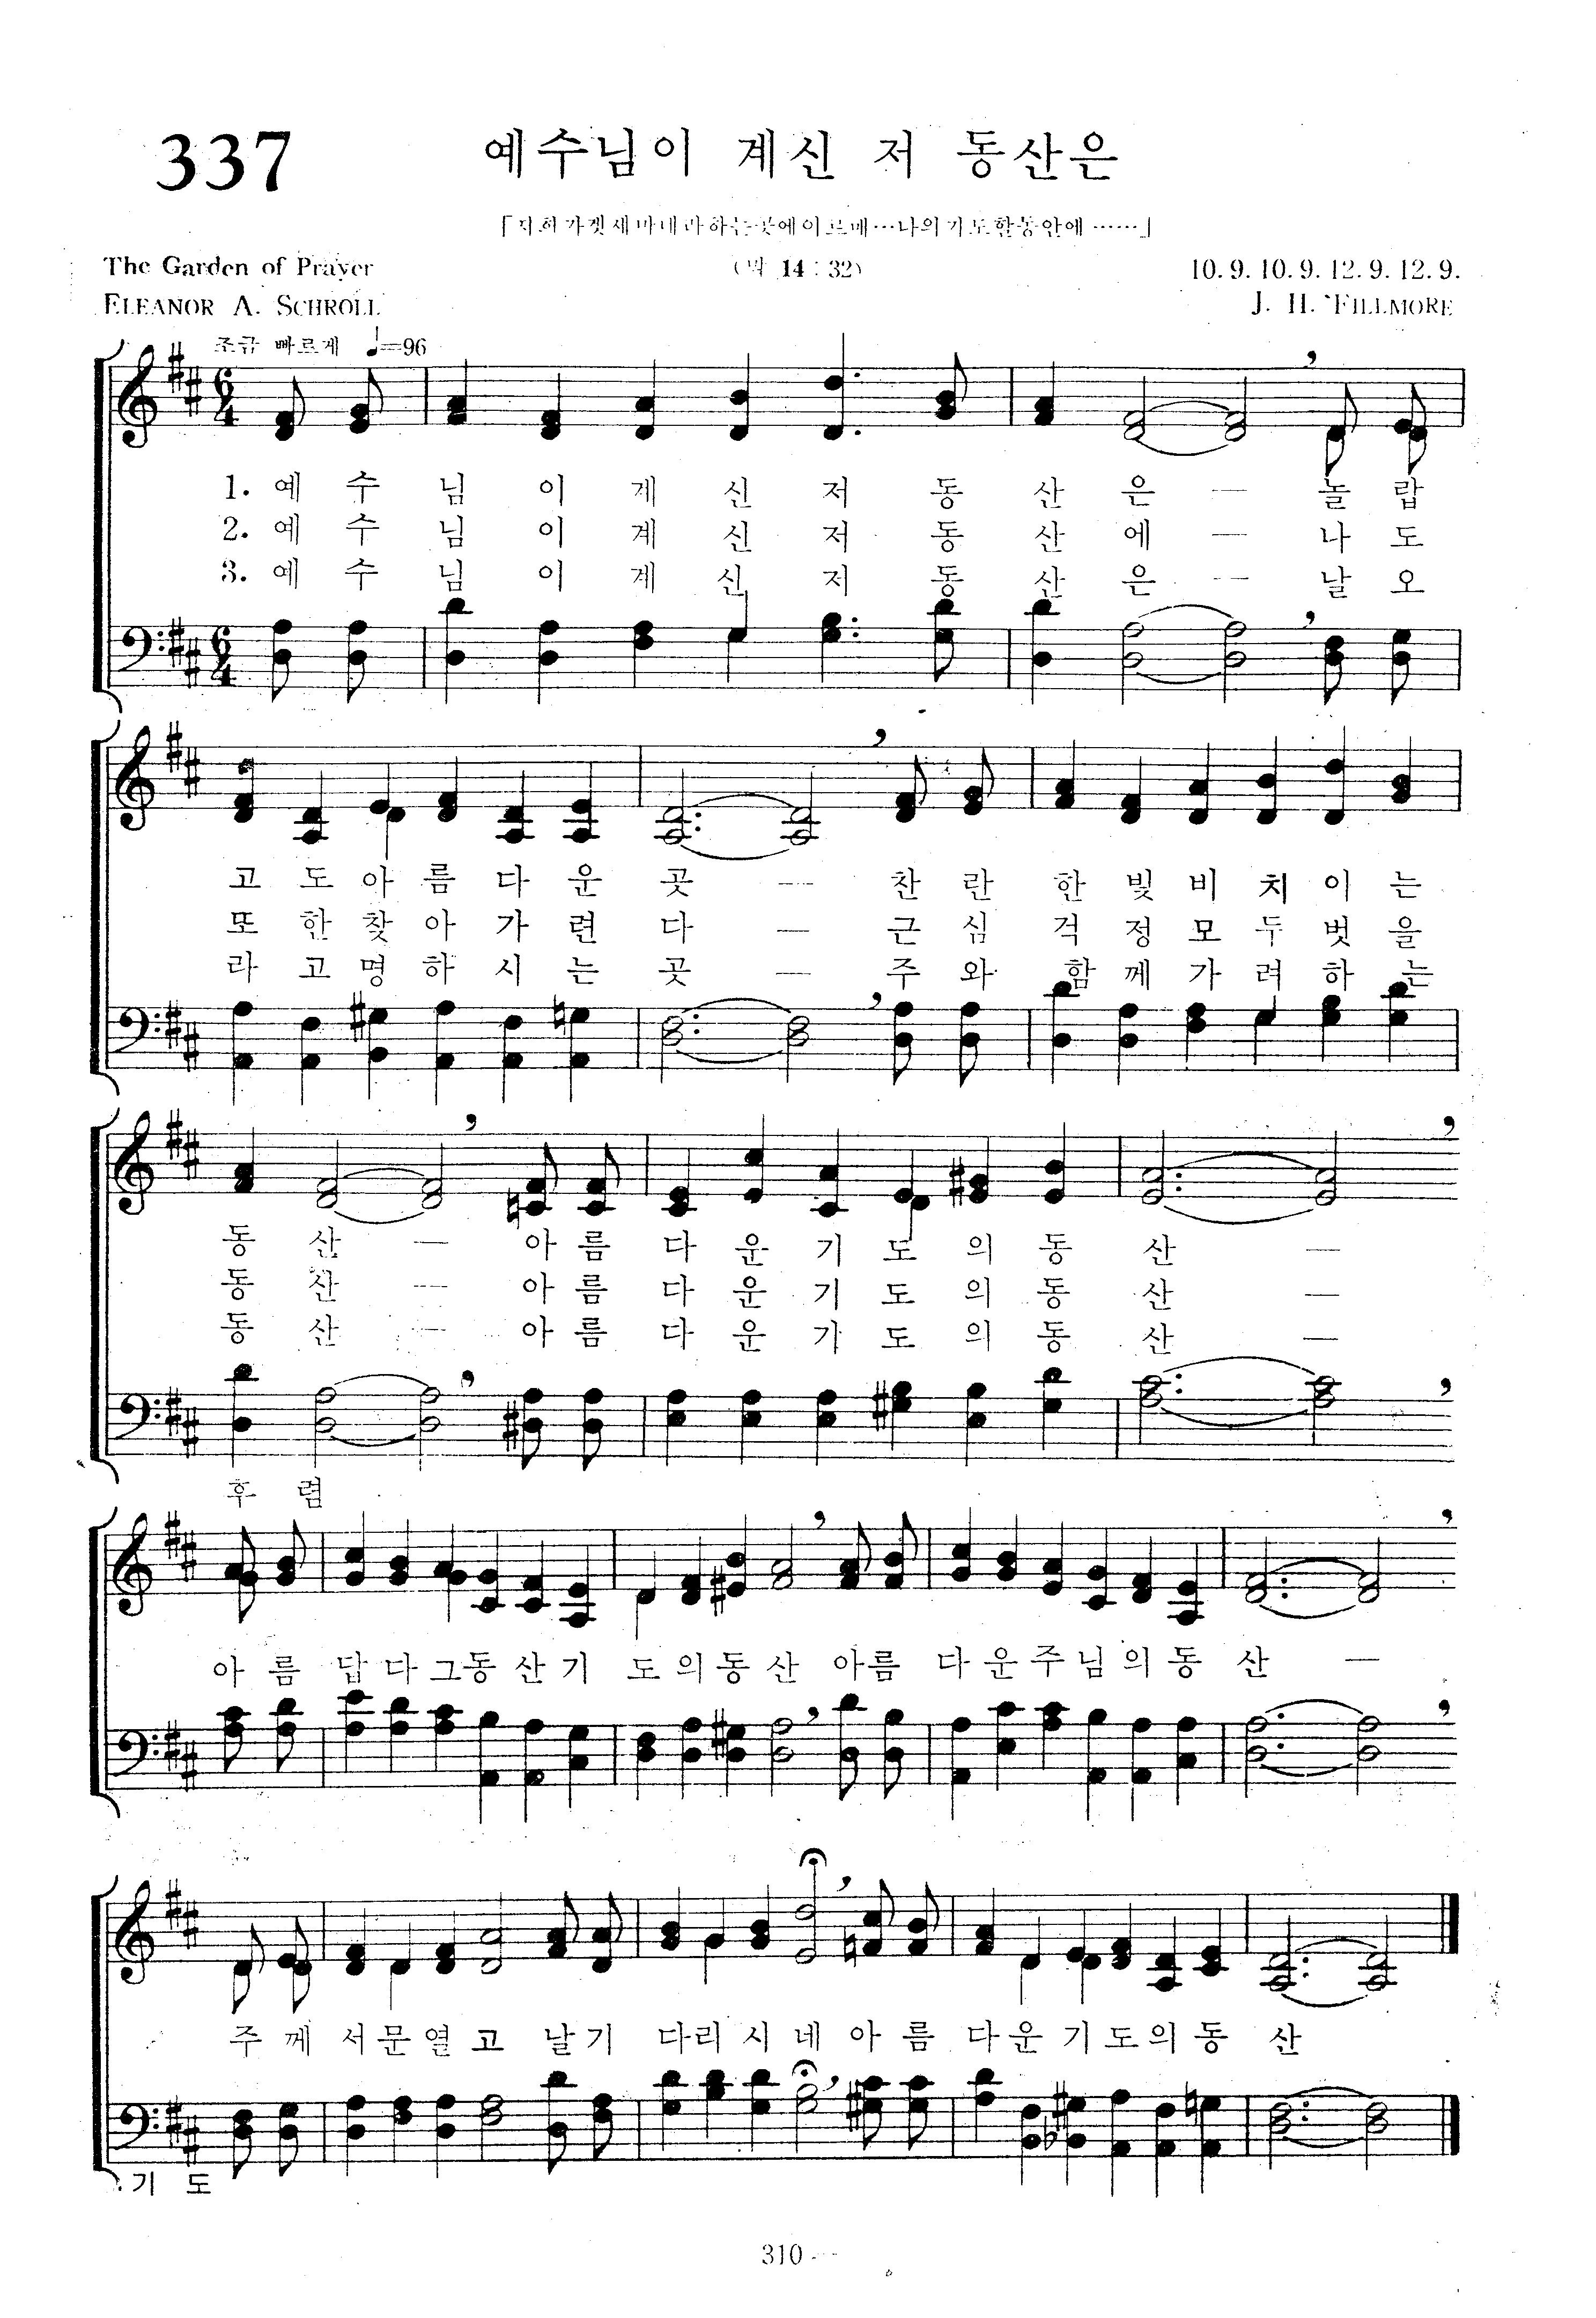 337
예수님이 계신 저 동산은
「저희가 겟세마네라 하는 곳에 이르매…나의 기도할 동안에……」
The Garden of Prayer
(막 14 : 32)
10. 9. 10. 9. 12. 9. 12. 9.
ELEANOR A. SCHROLL
J. H. FILLMORE
조금 빠르게 ♩=96
1. 예 수 님 이 계 신 저 동 산 은 — 놀 랍
2. 예 수 님 이 계 신 저 동 산 에 — 나 도
3. 예 수 님 이 계 신 저 동 산 은 — 날 오
고 도 아 름 다 운 곳 — 찬 란 한 빛 비 치 이 는
또 한 찾 아 가 련 다 — 근 심 걱 정 모 두 벗 을
라 고 명 하 시 는 곳 — 주 와 함 께 가 려 하 는
동 산 — 아 름 다 운 기 도 의 동 산 —
동 산 — 아 름 다 운 기 도 의 동 산 —
동 산 — 아 름 다 운 기 도 의 동 산 —
후 렴
아 름 답 다 그 동 산 기 도 의 동 산 아 름 다 운 주 님 의 동 산 —
주 께 서 문 열 고 날 기 다 리 시 네 아 름 다 운 기 도 의 동 산
기 도
310